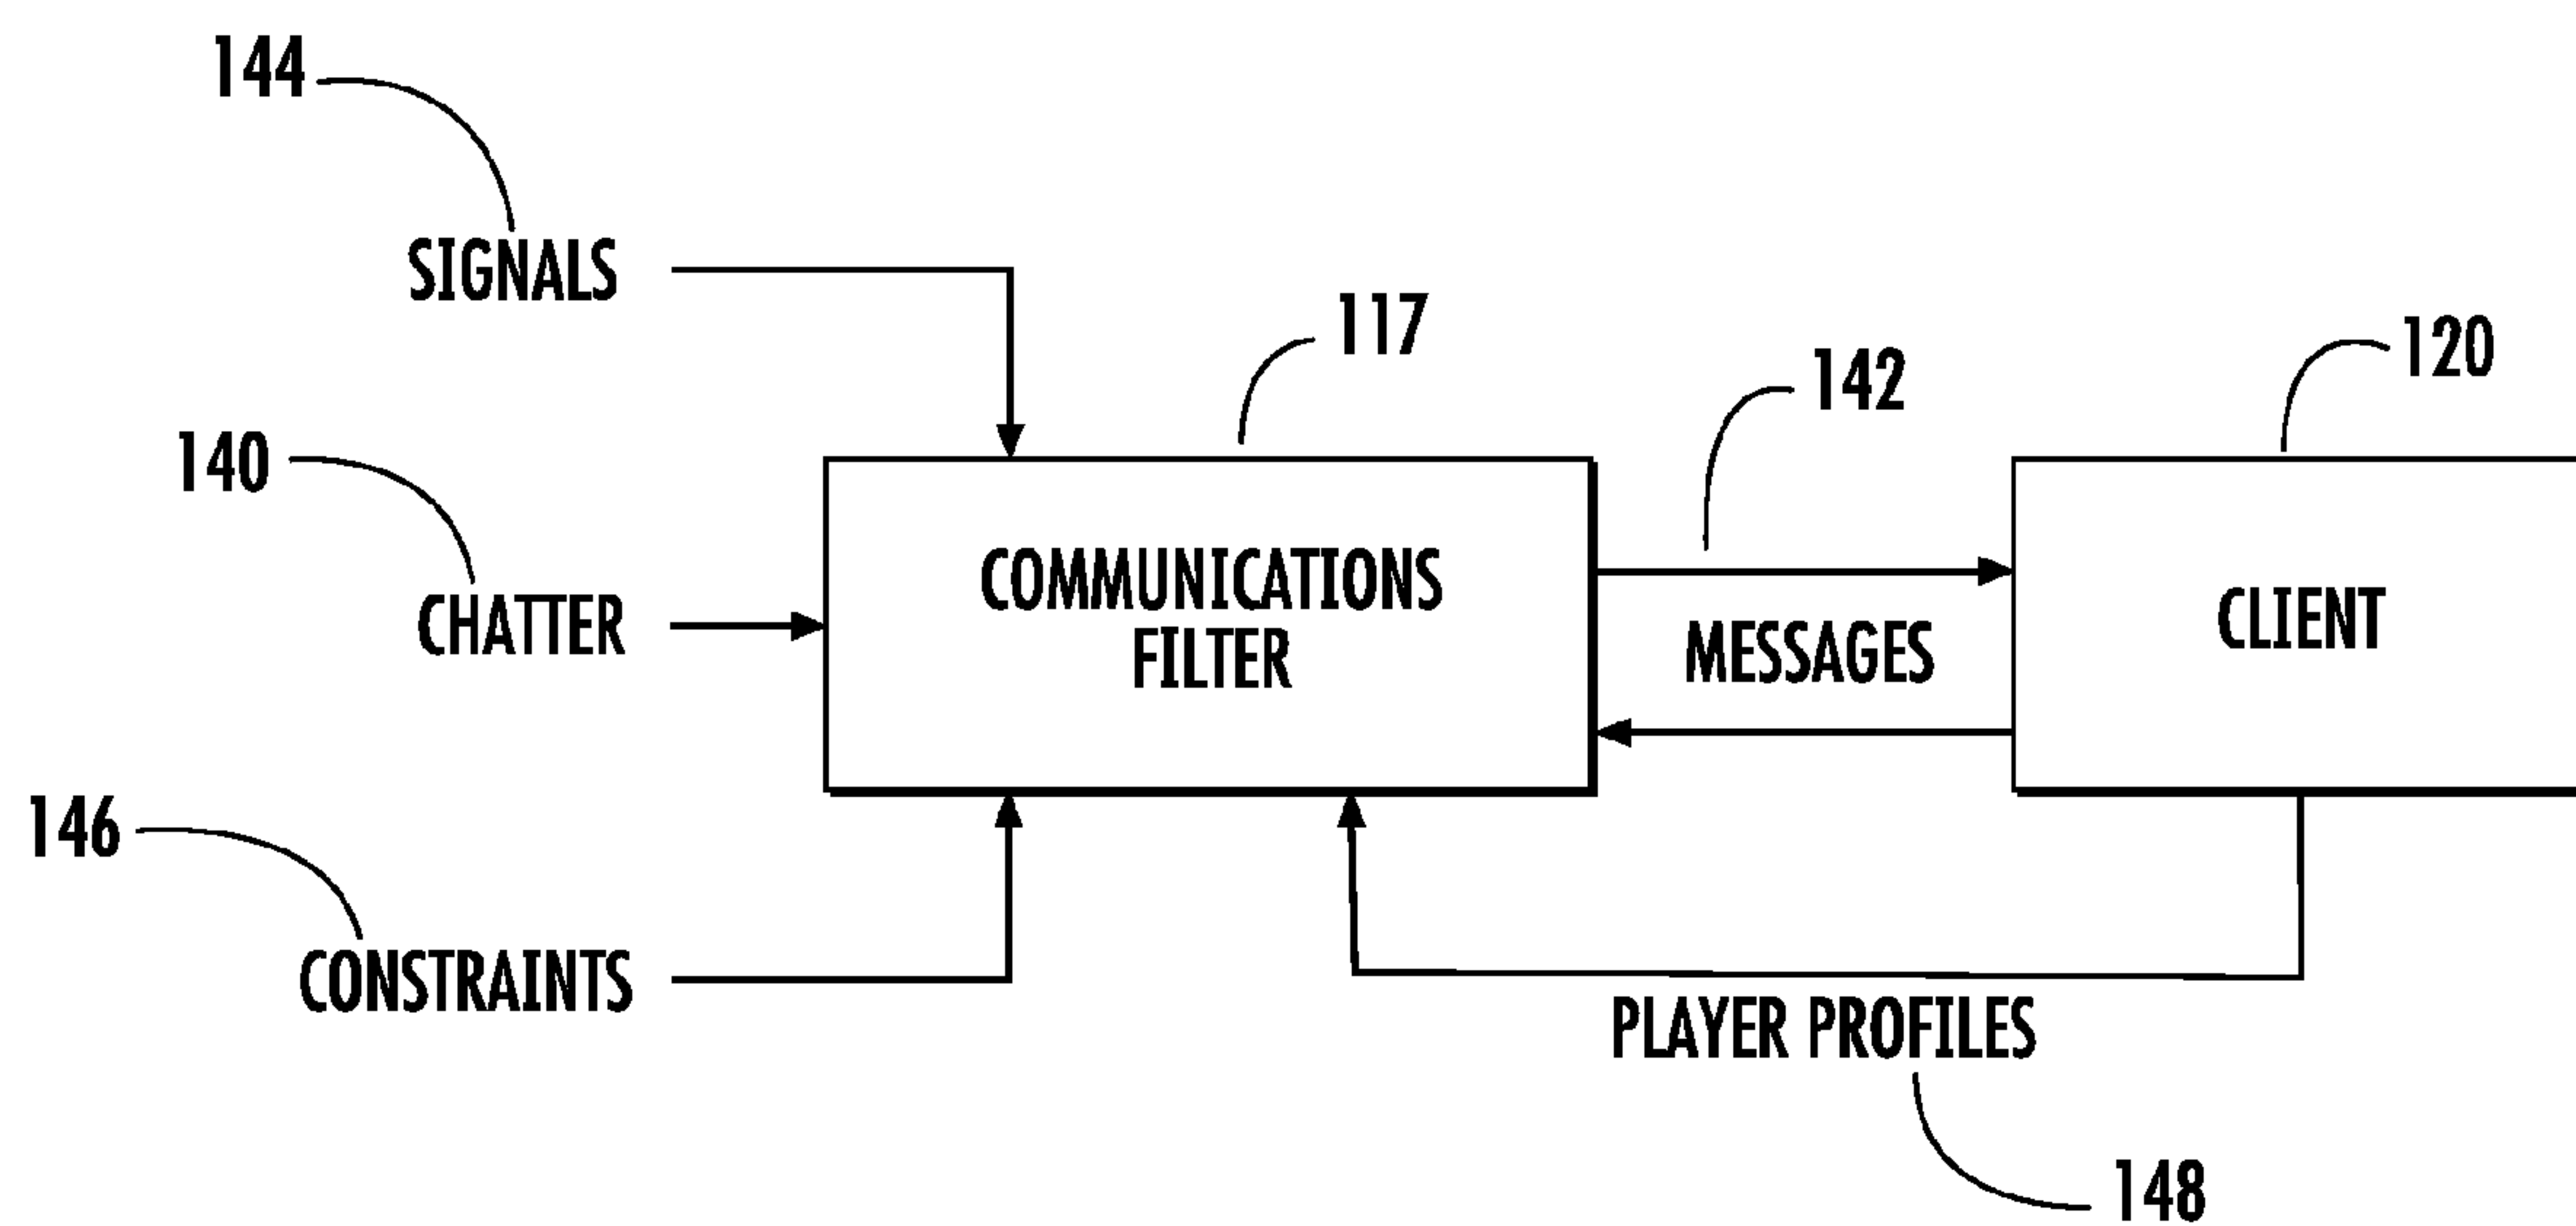 144
SIGNALS
117
142
120
140
CHATTER
COMMUNICATIONS
FILTER
MESSAGES
CLIENT
146
CONSTRAINTS
PLAYER PROFILES
148